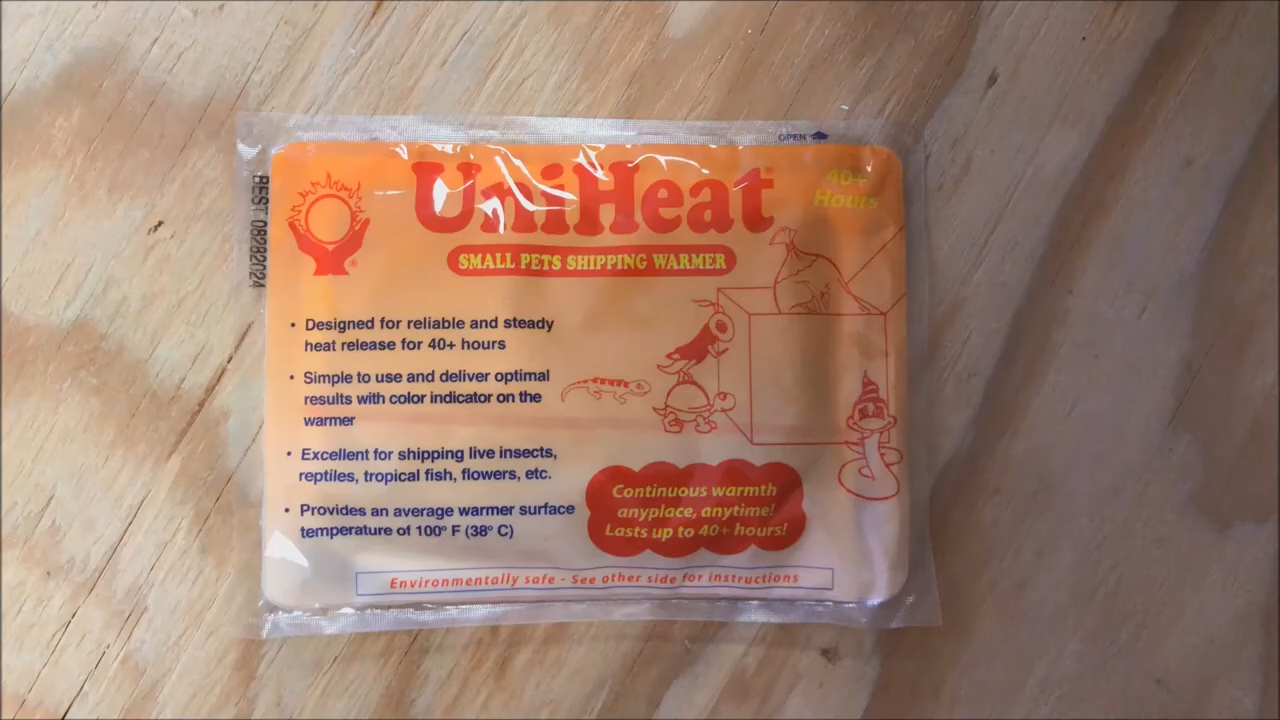 OPEN
BEST 08282024
UniHeat®
40+
Hours
SMALL PETS SHIPPING WARMER
• Designed for reliable and steady
heat release for 40+ hours
• Simple to use and deliver optimal
results with color indicator on the
warmer
• Excellent for shipping live insects,
reptiles, tropical fish, flowers, etc.
• Provides an average warmer surface
temperature of 100º F (38º C)
Continuous warmth
anyplace, anytime!
Lasts up to 40+ hours!
Environmentally safe - See other side for instructions